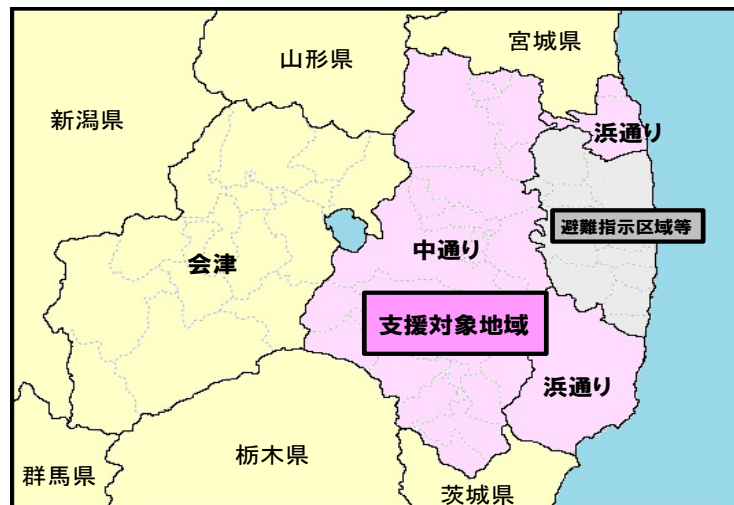 宮城県
山形県
新潟県
浜通り
避難指示区域等
中通り
会津
支援対象地域
浜通り
栃木県
群馬県
茨城県